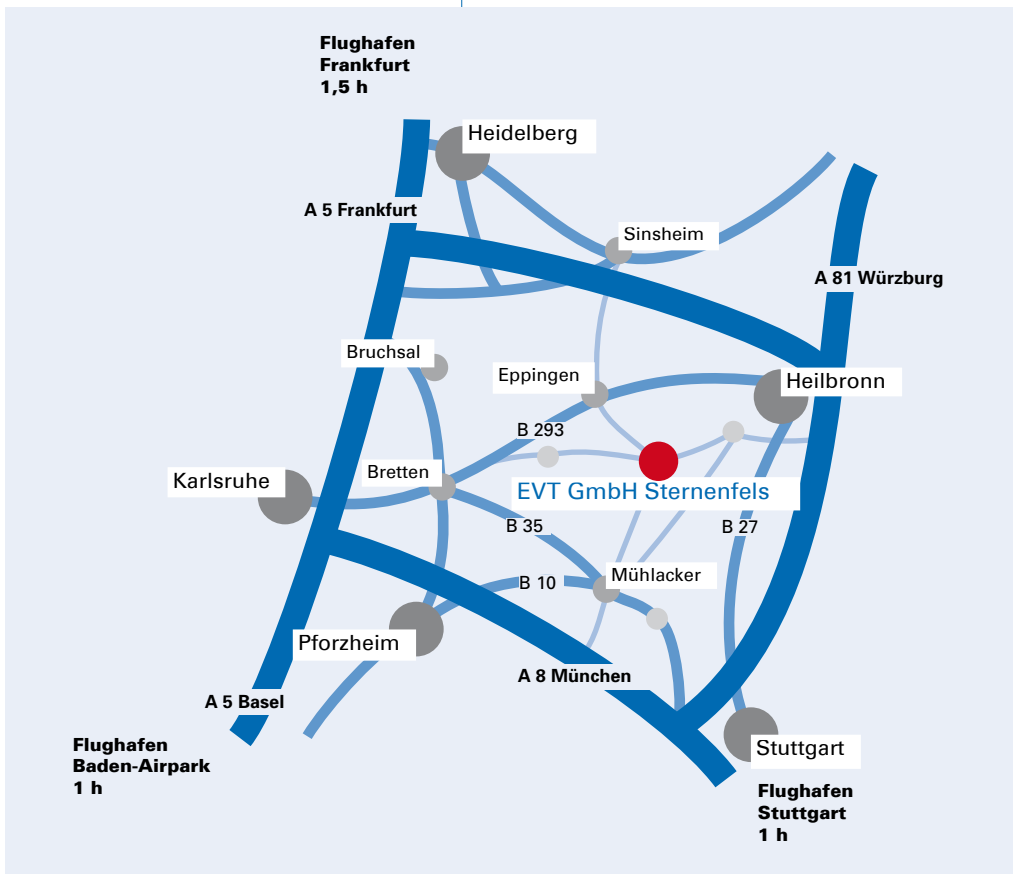 Flughafen
Frankfurt
1,5 h
Heidelberg
A 5 Frankfurt
Sinsheim
A 81 Würzburg
Bruchsal
Eppingen
Heilbronn
B 293
Bretten
Karlsruhe
EVT GmbH Sternenfels
B 35
B 27
Mühlacker
B 10
Pforzheim
A 8 München
A 5 Basel
Flughafen
Baden-Airpark
1 h
Stuttgart
Flughafen
Stuttgart
1 h